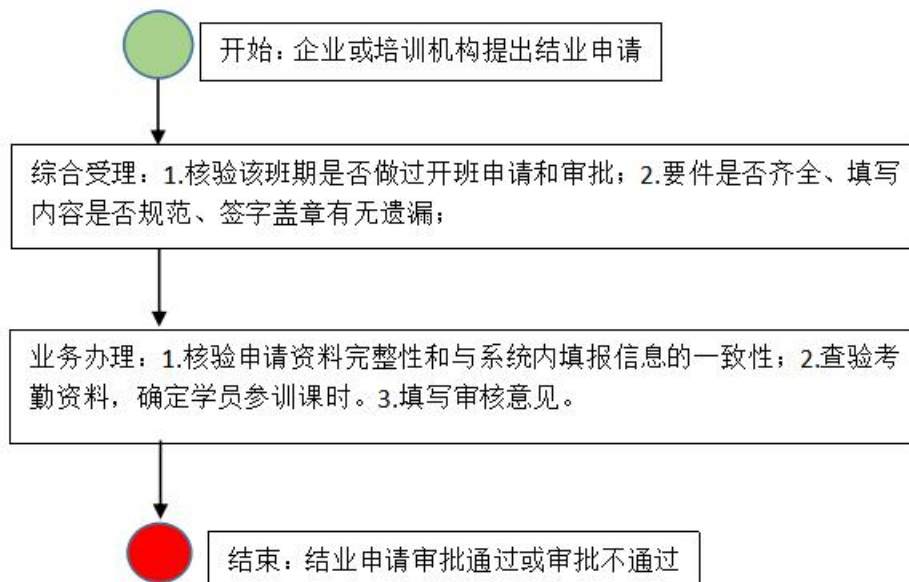 开始：企业或培训机构提出结业申请
综合受理：1.核验该班期是否做过开班申请和审批；2.要件是否齐全、填写
内容是否规范、签字盖章有无遗漏；
业务办理：1.核验申请资料完整性和与系统内填报信息的一致性；2.查验考
勤资料，确定学员参训课时。3.填写审核意见。
结束：结业申请审批通过或审批不通过